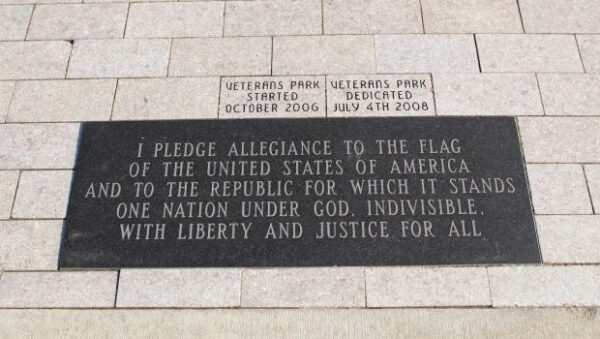 VETERANS PARK
STARTED
OCTOBER 2006
VETERANS PARK
DEDICATED
JULY 4TH 2008
I PLEDGE ALLEGIANCE TO THE FLAG
OF THE UNITED STATES OF AMERICA
AND TO THE REPUBLIC FOR WHICH IT STANDS
ONE NATION UNDER GOD, INDIVISIBLE,
WITH LIBERTY AND JUSTICE FOR ALL